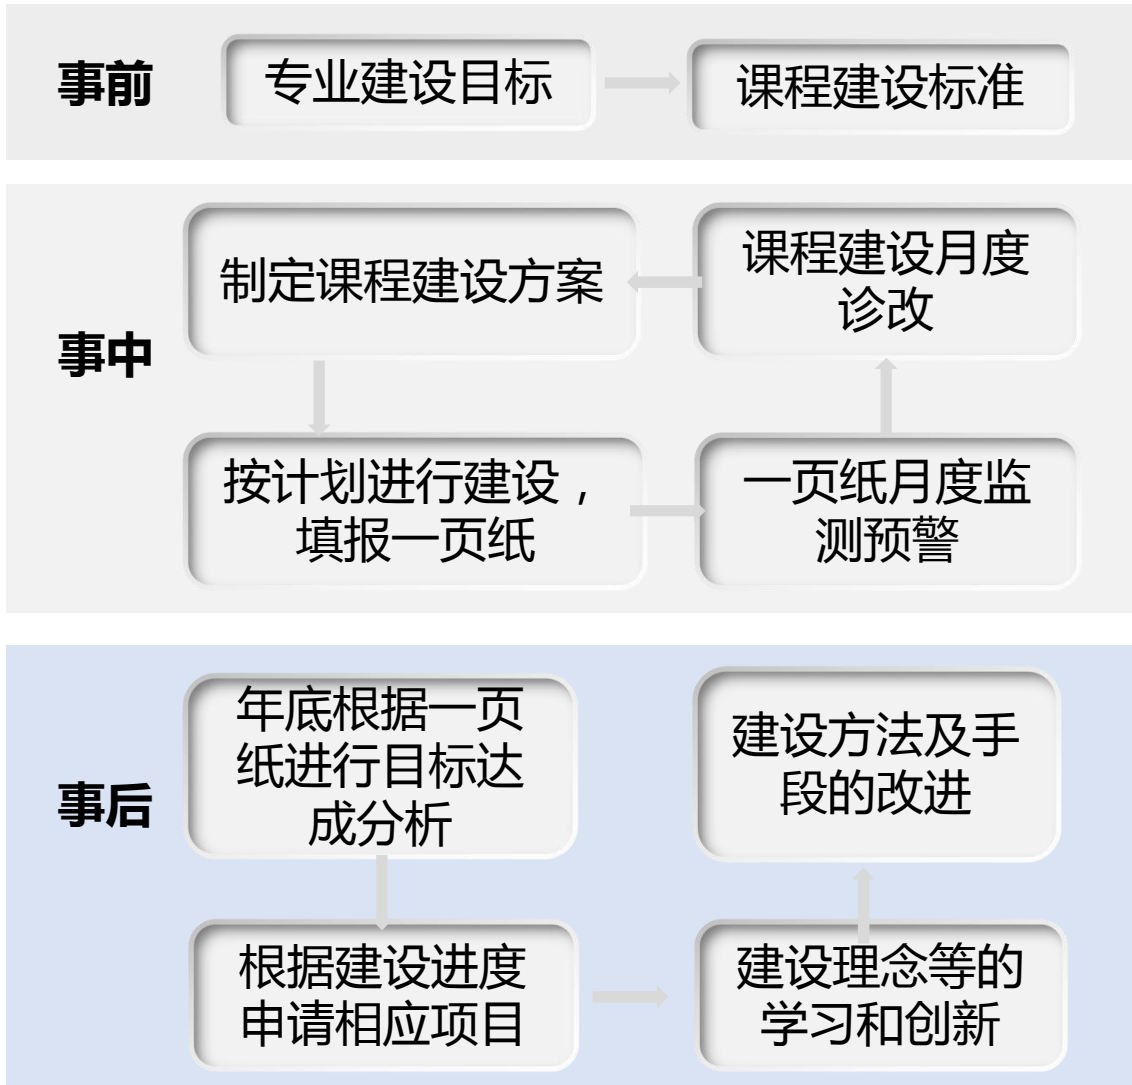 事前
专业建设目标
课程建设标准
事中
制定课程建设方案
课程建设月度
诊改
按计划进行建设，
填报一页纸
一页纸月度监
测预警
事后
年底根据一页
纸进行目标达
成分析
建设方法及手
段的改进
根据建设进度
申请相应项目
建设理念等的
学习和创新